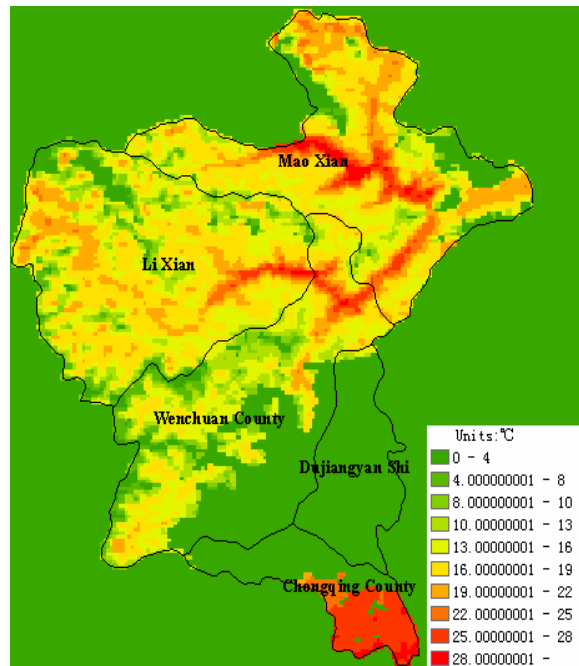 Mao Xian
Li Xian
Wenchuan County
Dujiangyan Shi
Chongqing County
Units:℃
0 - 4
4.000000001 - 8
8.00000001 - 10
10.00000001 - 13
13.00000001 - 16
16.00000001 - 19
19.00000001 - 22
22.00000001 - 25
25.00000001 - 28
28.00000001 -